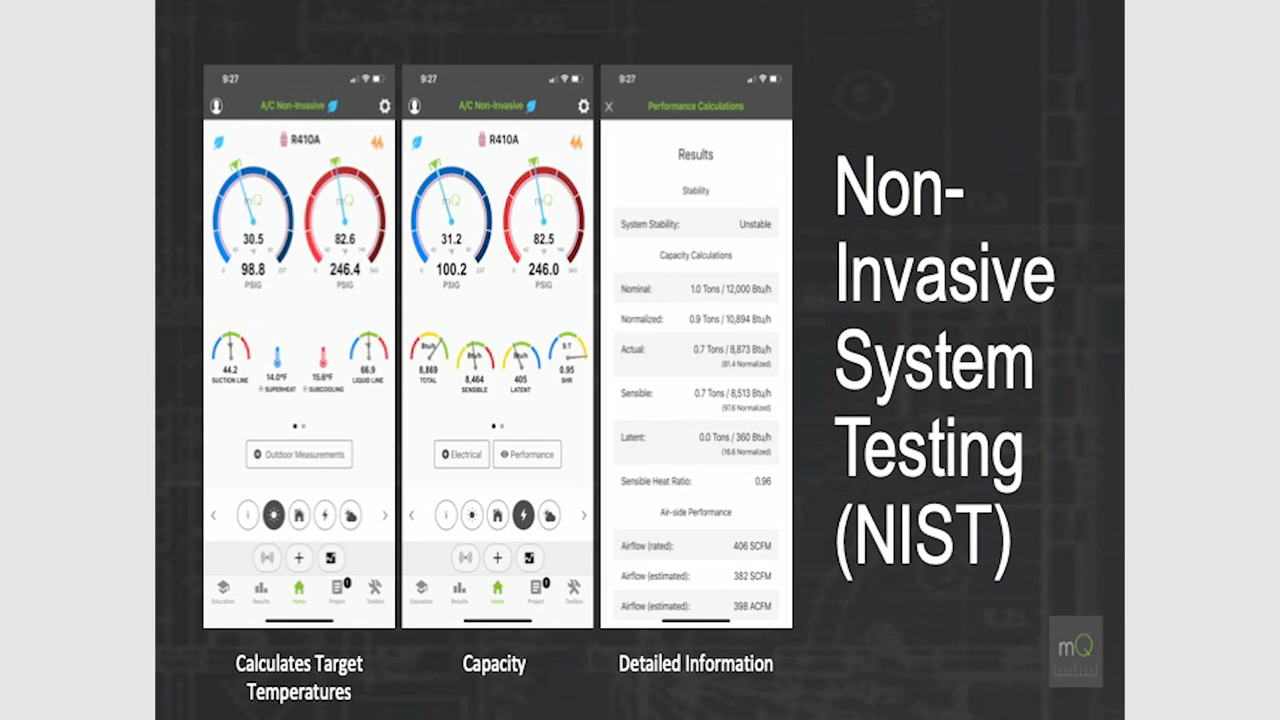 9:27
A/C Non-Invasive
R410A
mQ
mQ
30.5
82.6
°F
°F
98.8
246.4
PSIG
PSIG
44.2
14.0°F
15.6°F
66.9
SUCTION LINE
SUPERHEAT
SUBCOOLING
LIQUID LINE
Outdoor Measurements
Education
Results
Home
Project
Toolbox
9:27
A/C Non-Invasive
R410A
mQ
mQ
31.2
82.5
100.2
246.0
PSIG
PSIG
Btu/h
Btu/h
Btu/h
S T
8,869
8,464
405
0.95
TOTAL
SENSIBLE
LATENT
SHR
Electrical
Performance
Education
Results
Home
Project
Toolbox
9:27
X Performance Calculations
Results
Stability
System Stability: Unstable
Capacity Calculations
Nominal: 1.0 Tons / 12,000 Btu/h
Normalized: 0.9 Tons / 10,894 Btu/h
Actual: 0.7 Tons / 8,873 Btu/h
(81.4 Normalized)
Sensible: 0.7 Tons / 8,513 Btu/h
(97.6 Normalized)
Latent: 0.0 Tons / 360 Btu/h
(16.6 Normalized)
Sensible Heat Ratio: 0.96
Air-side Performance
Airflow (rated): 406 SCFM
Airflow (estimated): 382 SCFM
Airflow (estimated): 398 ACFM
Calculates Target
Temperatures
Capacity
Detailed Information
Non-
Invasive
System
Testing
(NIST)
mQ